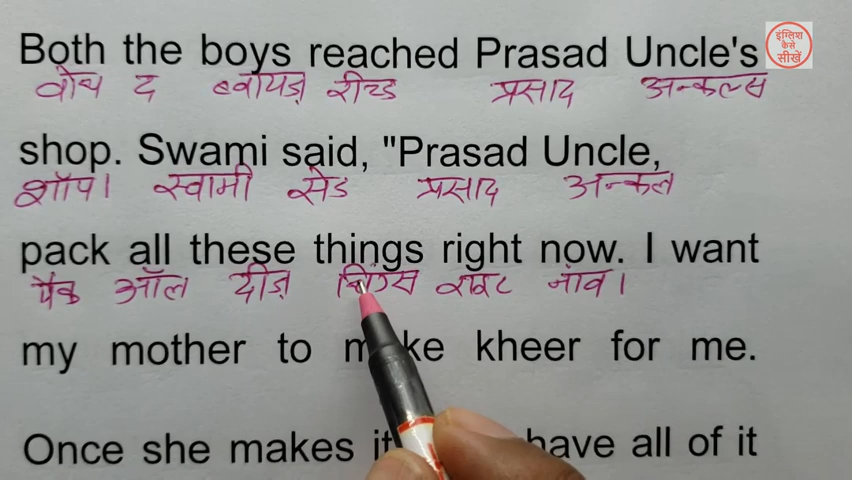 Both the boys reached Prasad Uncle's
बोथ द ब्वायज़ रीच्ड प्रसाद अन्कल्स
shop. Swami said, "Prasad Uncle,
शॉप। स्वामी सेड प्रसाद अन्कल
pack all these things right now. I want
पैक ऑल दीज़ थिंग्स राइट नांव।
my mother to make kheer for me.
Once she makes it have all of it
इंग्लिश
कैसे
सीखें